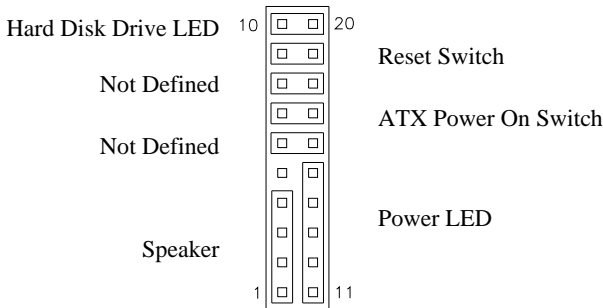 Hard Disk Drive LED 10 20
Reset Switch
Not Defined
ATX Power On Switch
Not Defined
Power LED
Speaker
1 11